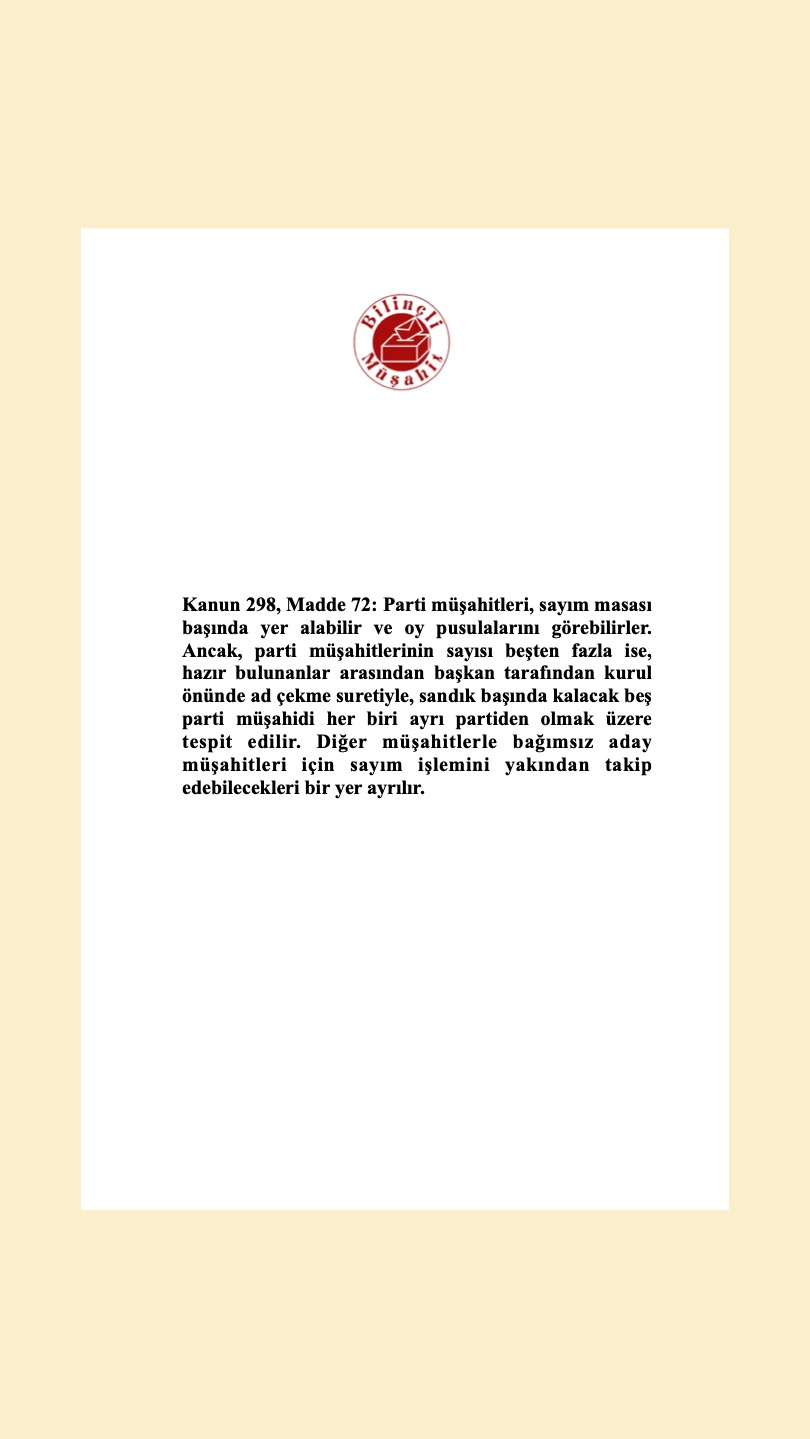 Bilinçli
Müşahit
Kanun 298, Madde 72: Parti müşahitleri, sayım masası
başında yer alabilir ve oy pusulalarını görebilirler.
Ancak, parti müşahitlerinin sayısı beşten fazla ise,
hazır bulunanlar arasından başkan tarafından kurul
önünde ad çekme suretiyle, sandık başında kalacak beş
parti müşahidi her biri ayrı partiden olmak üzere
tespit edilir. Diğer müşahitlerle bağımsız aday
müşahitleri için sayım işlemini yakından takip
edebilecekleri bir yer ayrılır.